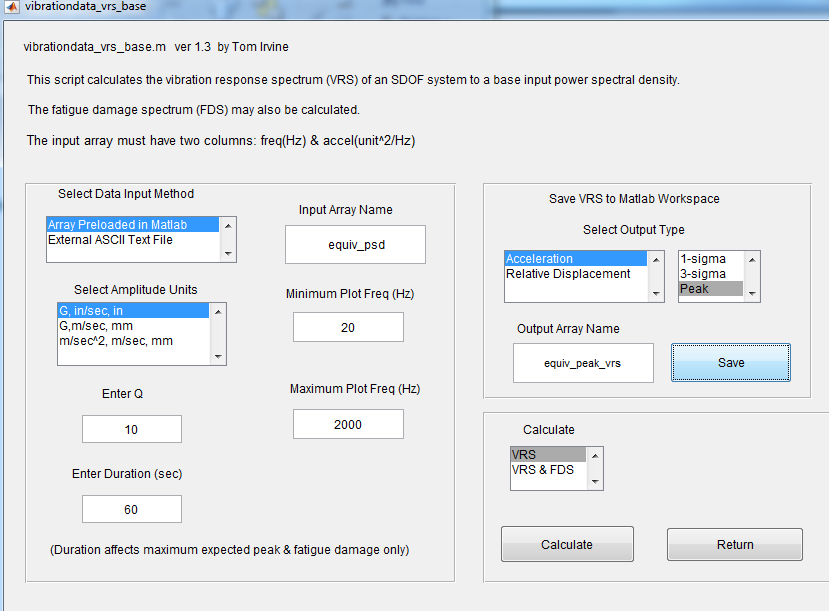 vibrationdata_vrs_base
vibrationdata_vrs_base.m ver 1.3 by Tom Irvine
This script calculates the vibration response spectrum (VRS) of an SDOF system to a base input power spectral density.
The fatigue damage spectrum (FDS) may also be calculated.
The input array must have two columns: freq(Hz) & accel(unit^2/Hz)
Select Data Input Method
Array Preloaded in Matlab
External ASCII Text File
Input Array Name
equiv_psd
Select Amplitude Units
G, in/sec, in
G,m/sec, mm
m/sec^2, m/sec, mm
Minimum Plot Freq (Hz)
20
Enter Q
10
Maximum Plot Freq (Hz)
2000
Enter Duration (sec)
60
(Duration affects maximum expected peak & fatigue damage only)
Save VRS to Matlab Workspace
Select Output Type
Acceleration
Relative Displacement
1-sigma
3-sigma
Peak
Output Array Name
equiv_peak_vrs
Save
Calculate
VRS
VRS & FDS
Calculate
Return